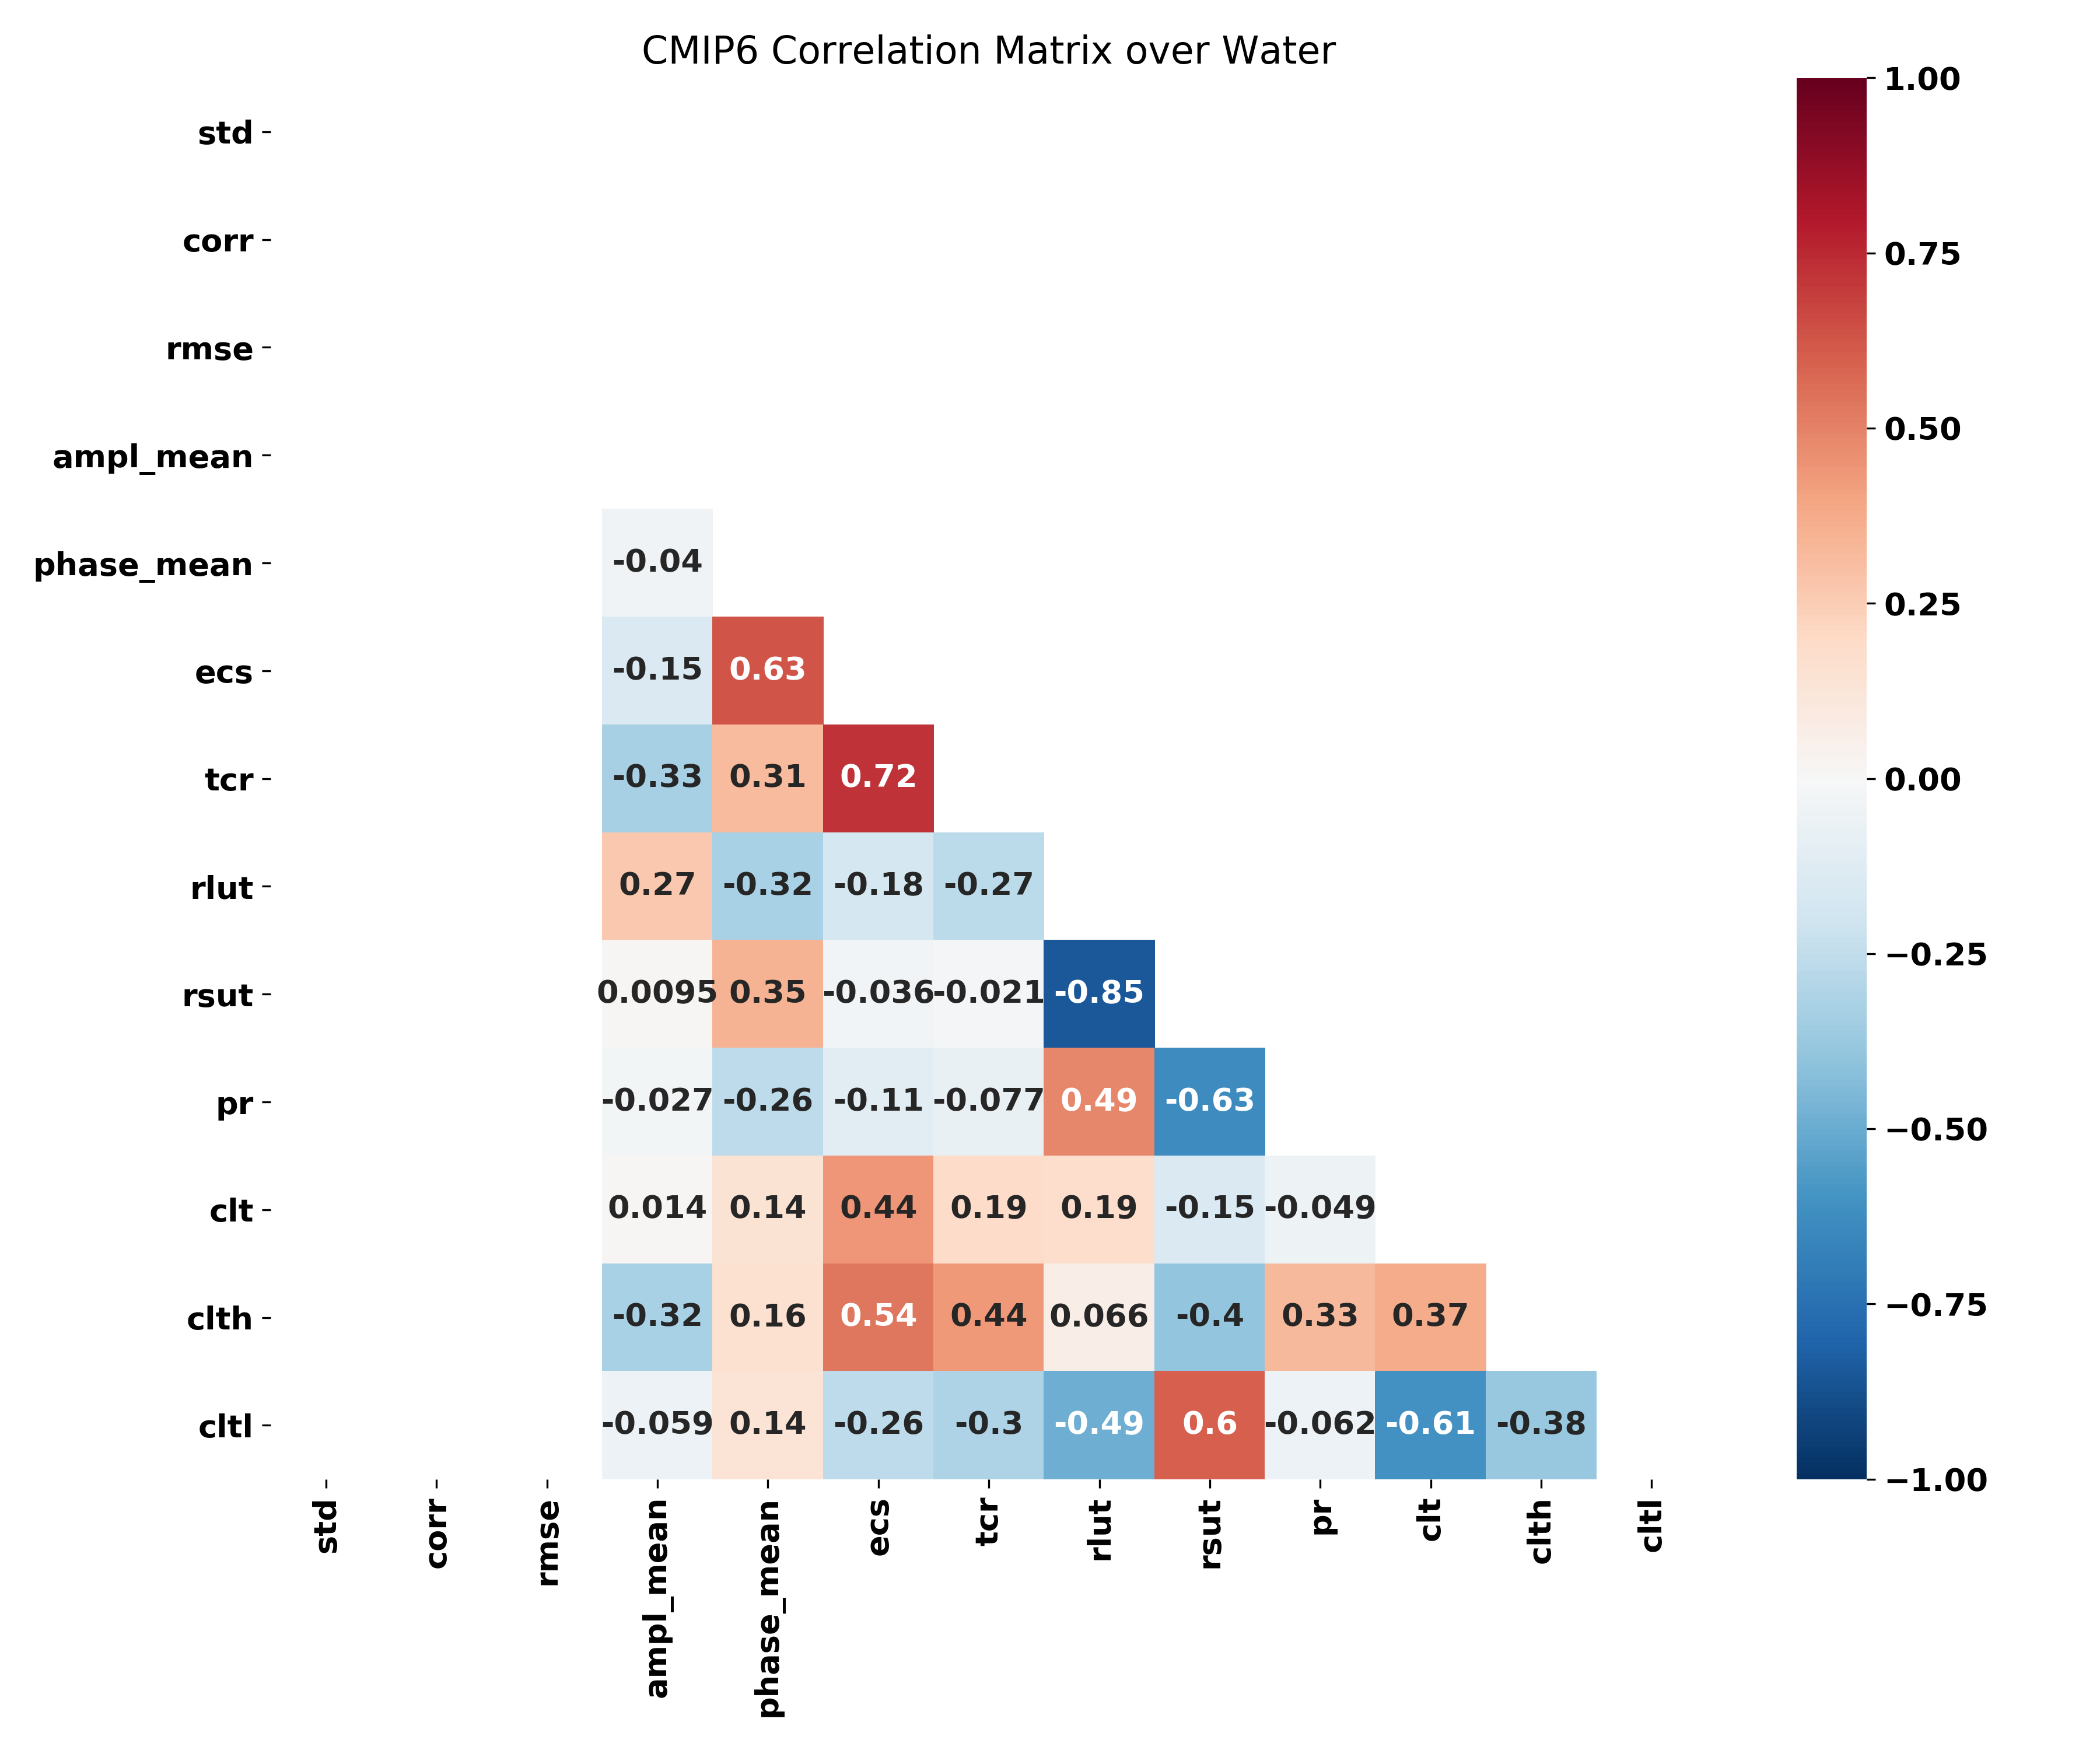 CMIP6 Correlation Matrix over Water
std
corr
rmse
ampl_mean
phase_mean -0.04
ecs -0.15 0.63
tcr -0.33 0.31 0.72
rlut 0.27 -0.32 -0.18 -0.27
rsut 0.0095 0.35 -0.036 -0.021 -0.85
pr -0.027 -0.26 -0.11 -0.077 0.49 -0.63
clt 0.014 0.14 0.44 0.19 0.19 -0.15 -0.049
clth -0.32 0.16 0.54 0.44 0.066 -0.4 0.33 0.37
cltl -0.059 0.14 -0.26 -0.3 -0.49 0.6 -0.062 -0.61 -0.38
std corr rmse ampl_mean phase_mean ecs tcr rlut rsut pr clt clth cltl
1.00
0.75
0.50
0.25
0.00
−0.25
−0.50
−0.75
−1.00